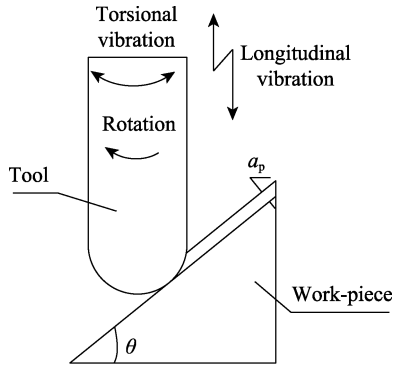 Torsional
vibration
Longitudinal
vibration
Rotation
Tool
ap
Work-piece
θ